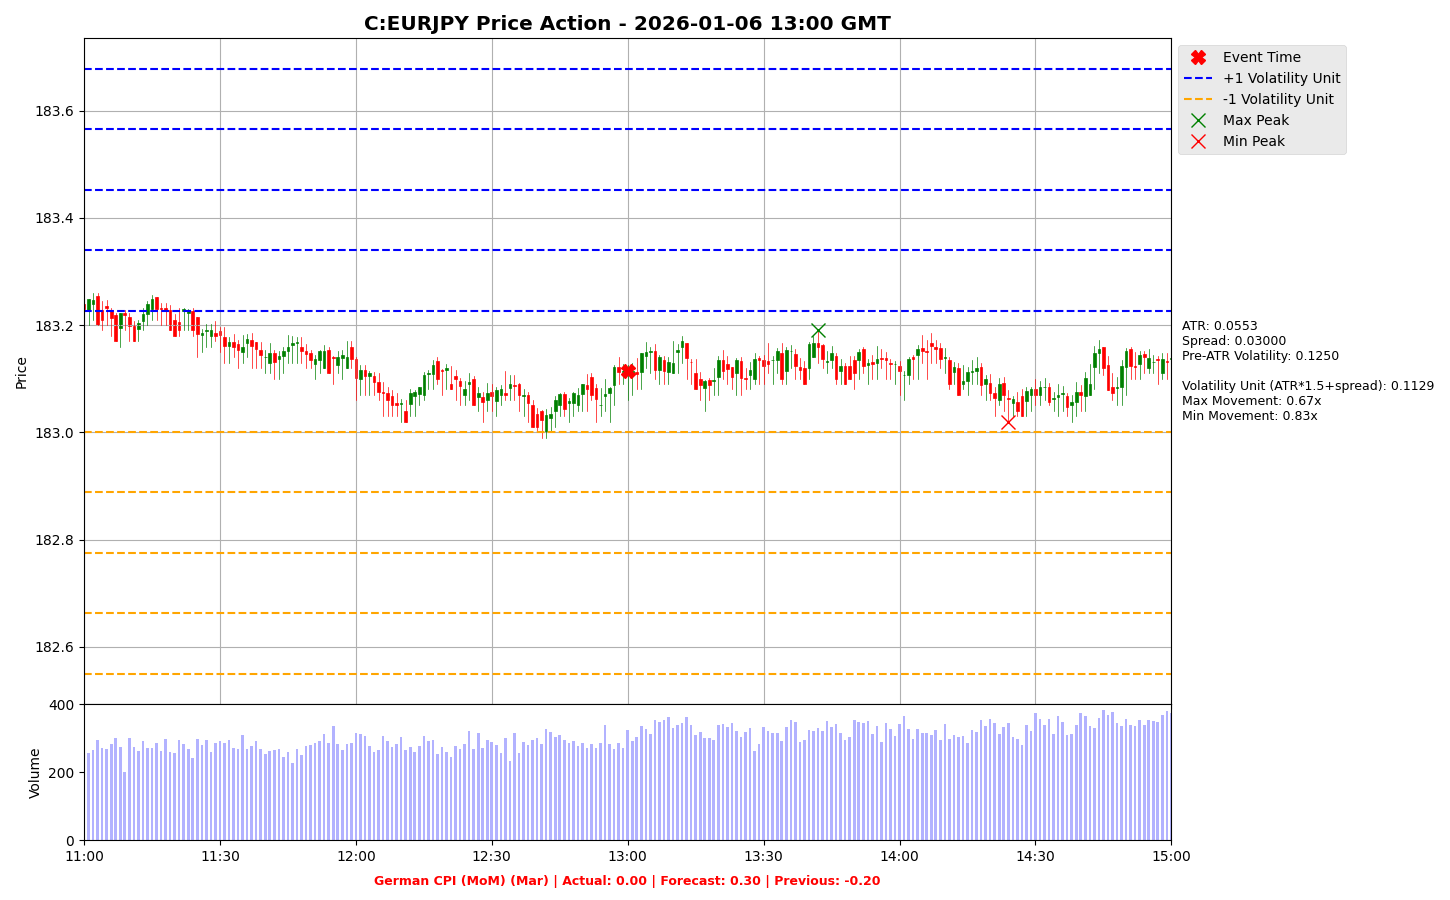 C:EURJPY Price Action - 2026-01-06 13:00 GMT
Event Time
+1 Volatility Unit
-1 Volatility Unit
Max Peak
Min Peak
Price
183.6
183.4
183.2
183.0
182.8
182.6
ATR: 0.0553
Spread: 0.03000
Pre-ATR Volatility: 0.1250
Volatility Unit (ATR*1.5+spread): 0.1129
Max Movement: 0.67x
Min Movement: 0.83x
Volume
400
200
0
11:00 11:30 12:00 12:30 13:00 13:30 14:00 14:30 15:00
German CPI (MoM) (Mar) | Actual: 0.00 | Forecast: 0.30 | Previous: -0.20